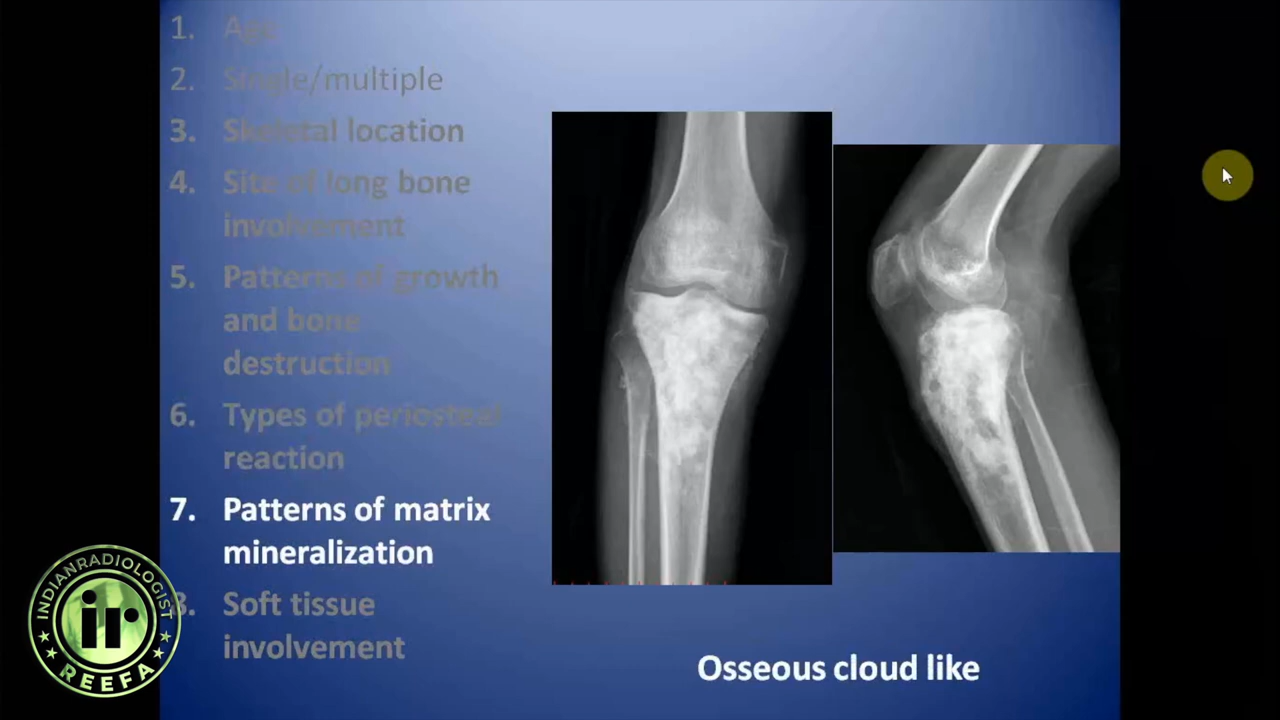 1. Age
2. Single/multiple
3. Skeletal location
4. Site of long bone
involvement
5. Patterns of growth
and bone
destruction
6. Types of periosteal
reaction
7. Patterns of matrix
mineralization
8. Soft tissue
involvement
Osseous cloud like
INDIANRADIOLOGIST
ir
REEFA